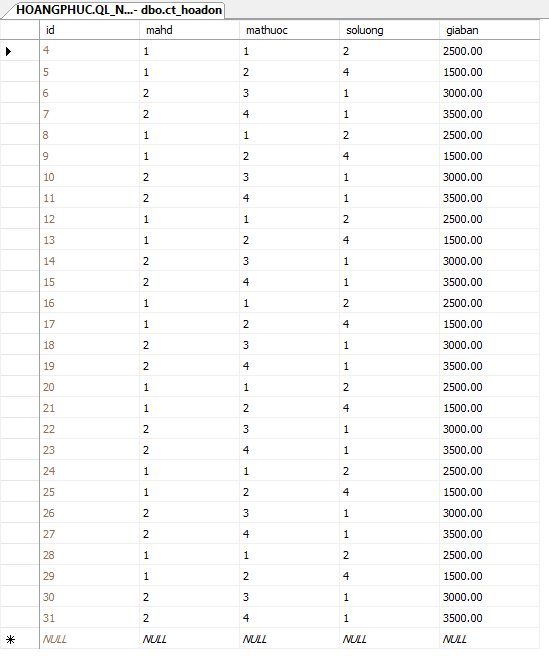 HOANGPHUC.QL_N...- dbo.ct_hoadon
id mahd mathuoc soluong giaban
4 1 1 2 2500.00
5 1 2 4 1500.00
6 2 3 1 3000.00
7 2 4 1 3500.00
8 1 1 2 2500.00
9 1 2 4 1500.00
10 2 3 1 3000.00
11 2 4 1 3500.00
12 1 1 2 2500.00
13 1 2 4 1500.00
14 2 3 1 3000.00
15 2 4 1 3500.00
16 1 1 2 2500.00
17 1 2 4 1500.00
18 2 3 1 3000.00
19 2 4 1 3500.00
20 1 1 2 2500.00
21 1 2 4 1500.00
22 2 3 1 3000.00
23 2 4 1 3500.00
24 1 1 2 2500.00
25 1 2 4 1500.00
26 2 3 1 3000.00
27 2 4 1 3500.00
28 1 1 2 2500.00
29 1 2 4 1500.00
30 2 3 1 3000.00
31 2 4 1 3500.00
NULL NULL NULL NULL NULL